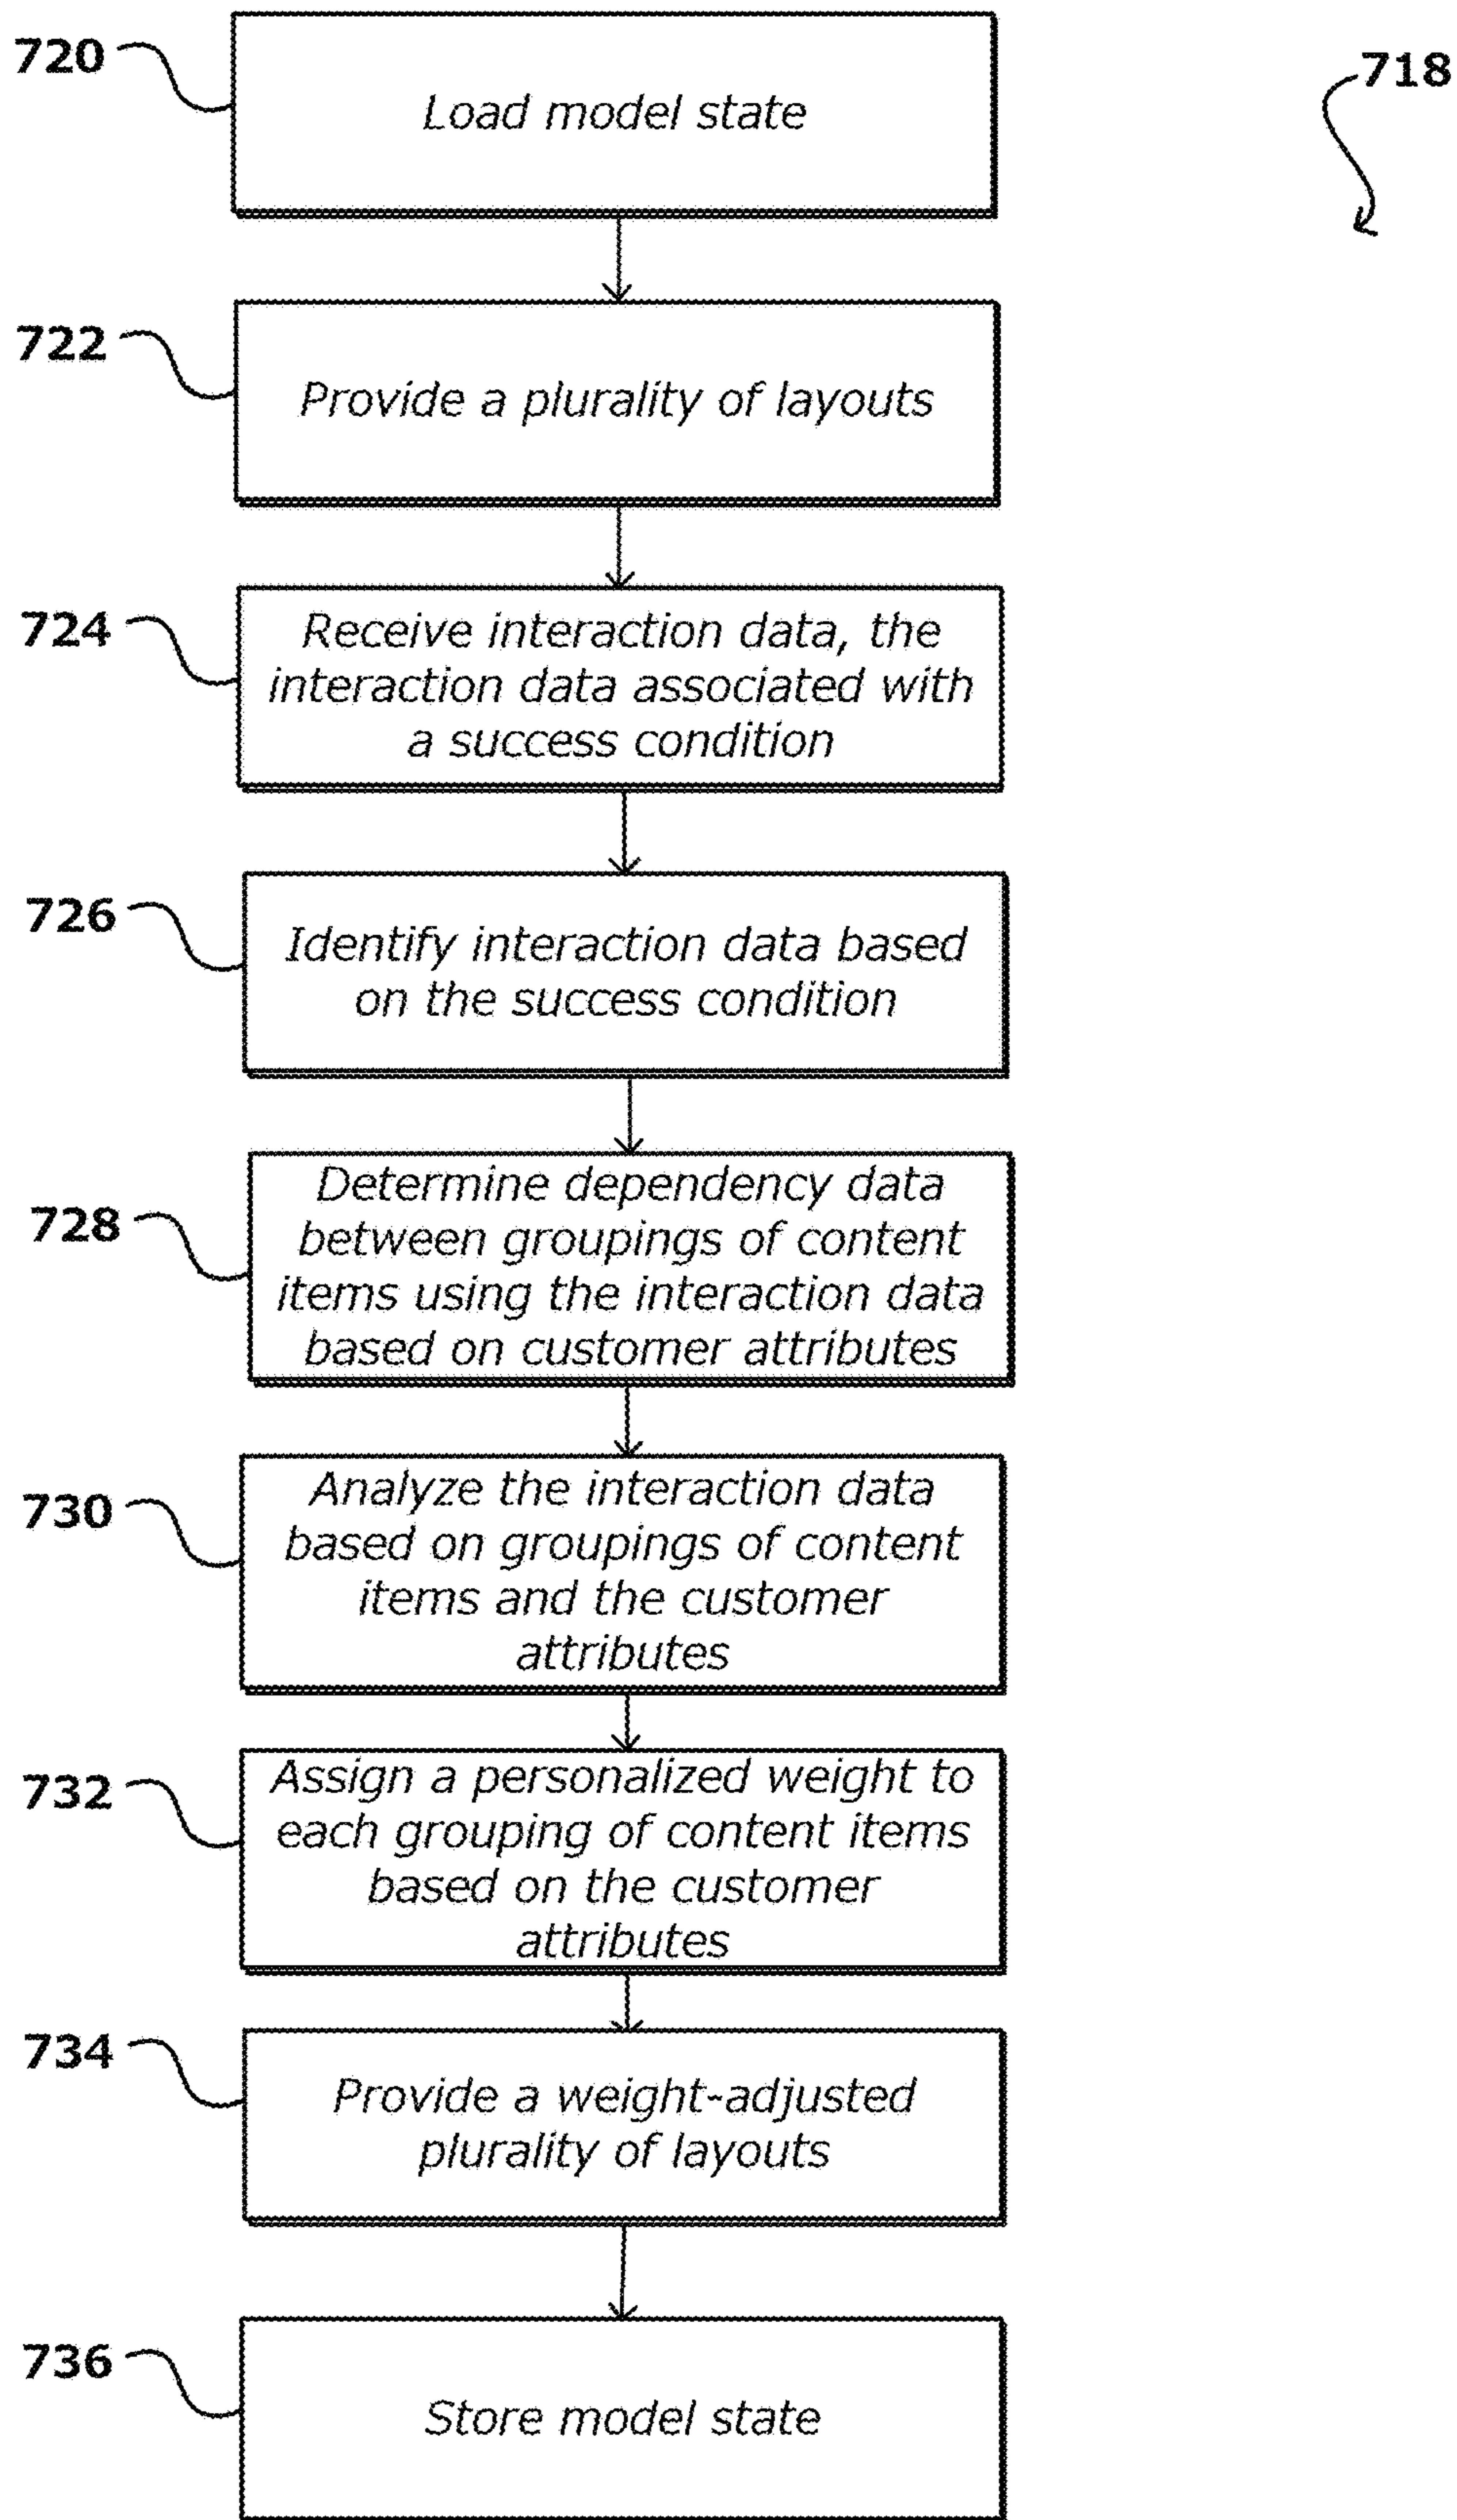 720
Load model state
718
722
Provide a plurality of layouts
724
Receive interaction data, the
interaction data associated with
a success condition
726
Identify interaction data based
on the success condition
728
Determine dependency data
between groupings of content
items using the interaction data
based on customer attributes
730
Analyze the interaction data
based on groupings of content
items and the customer
attributes
732
Assign a personalized weight to
each grouping of content items
based on the customer
attributes
734
Provide a weight-adjusted
plurality of layouts
736
Store model state